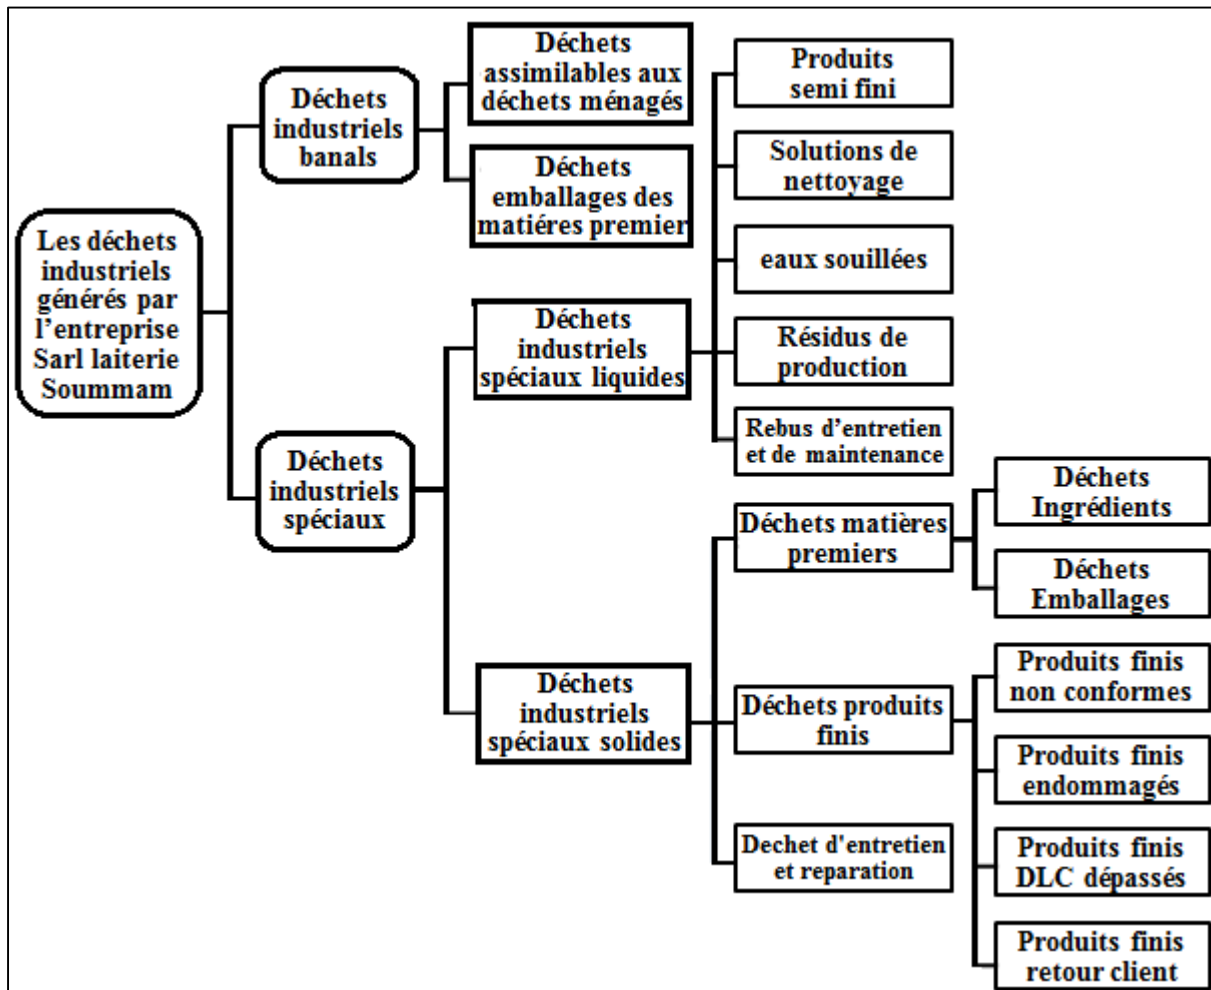 Les déchets
industriels
générés par
l'entreprise
Sarl laiterie
Soummam
Déchets
industriels
banals
Déchets
assimilables aux
déchets ménagés
Déchets
emballages des
matiéres premier
Déchets
industriels
spéciaux
Déchets
industriels
spéciaux liquides
Produits
semi fini
Solutions de
nettoyage
eaux souillées
Résidus de
production
Rebus d'entretien
et de maintenance
Déchets
industriels
spéciaux solides
Déchets matières
premiers
Déchets
Ingrédients
Déchets
Emballages
Déchets produits
finis
Produits finis
non conformes
Produits finis
endommagés
Produits finis
DLC dépassés
Produits finis
retour client
Dechet d'entretien
et reparation